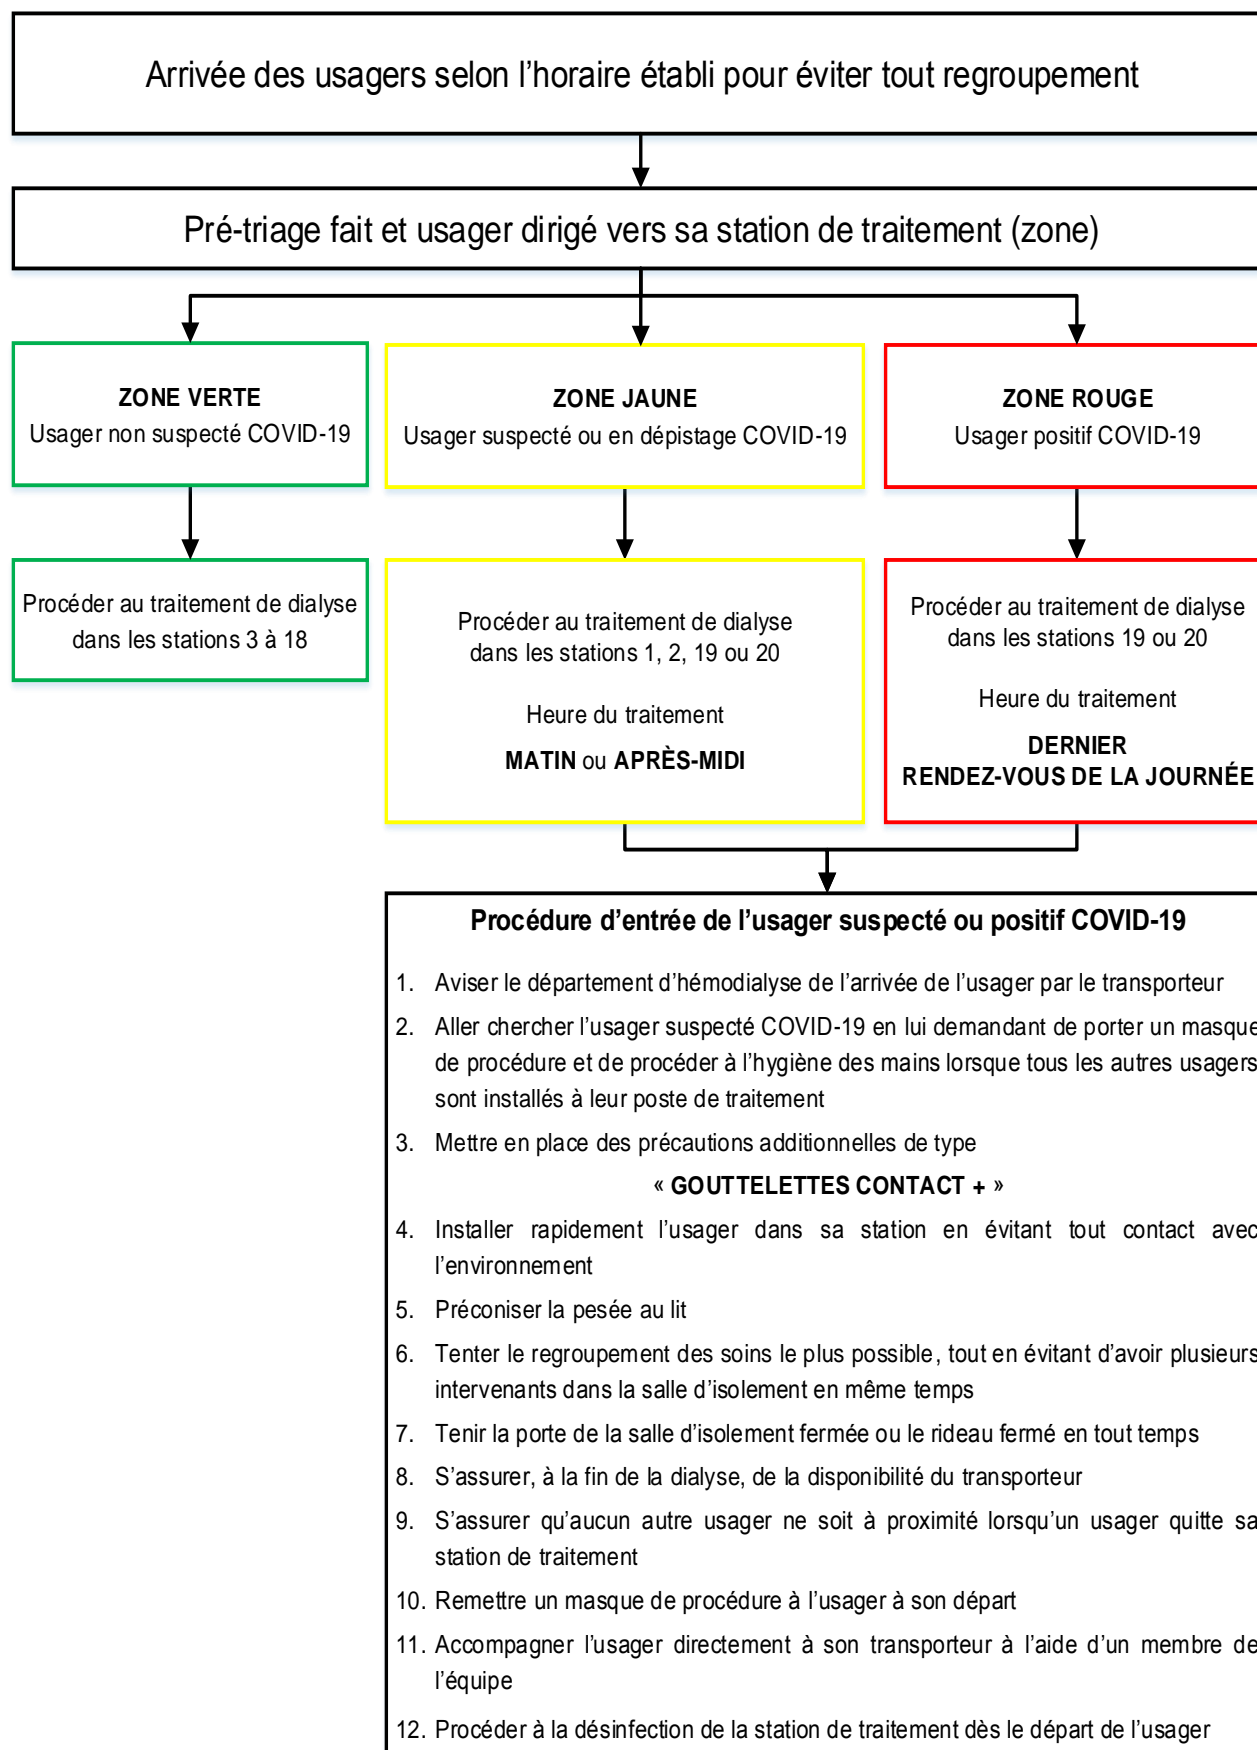 Arrivée des usagers selon l’horaire établi pour éviter tout regroupement
Pré-triage fait et usager dirigé vers sa station de traitement (zone)
ZONE VERTE
Usager non suspecté COVID-19
ZONE JAUNE
Usager suspecté ou en dépistage COVID-19
ZONE ROUGE
Usager positif COVID-19
Procéder au traitement de dialyse
dans les stations 3 à 18
Procéder au traitement de dialyse
dans les stations 1, 2, 19 ou 20
Heure du traitement
MATIN ou APRÈS-MIDI
Procéder au traitement de dialyse
dans les stations 19 ou 20
Heure du traitement
DERNIER
RENDEZ-VOUS DE LA JOURNÉE
Procédure d’entrée de l’usager suspecté ou positif COVID-19
1. Aviser le département d’hémodialyse de l’arrivée de l’usager par le transporteur
2. Aller chercher l’usager suspecté COVID-19 en lui demandant de porter un masque
de procédure et de procéder à l’hygiène des mains lorsque tous les autres usagers
sont installés à leur poste de traitement
3. Mettre en place des précautions additionnelles de type
« GOUTTELETTES CONTACT + »
4. Installer rapidement l’usager dans sa station en évitant tout contact avec
l’environnement
5. Préconiser la pesée au lit
6. Tenter le regroupement des soins le plus possible, tout en évitant d’avoir plusieurs
intervenants dans la salle d’isolement en même temps
7. Tenir la porte de la salle d’isolement fermée ou le rideau fermé en tout temps
8. S’assurer, à la fin de la dialyse, de la disponibilité du transporteur
9. S’assurer qu’aucun autre usager ne soit à proximité lorsqu’un usager quitte sa
station de traitement
10. Remettre un masque de procédure à l’usager à son départ
11. Accompagner l’usager directement à son transporteur à l’aide d’un membre de
l’équipe
12. Procéder à la désinfection de la station de traitement dès le départ de l’usager